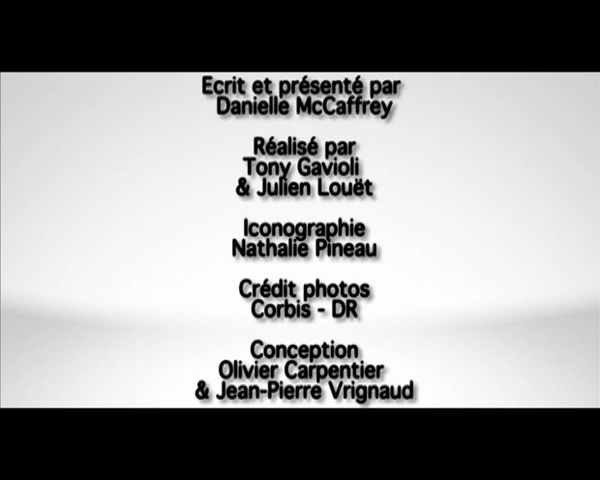 Ecrit et présenté par
Danielle McCaffrey
Réalisé par
Tony Gavioli
& Julien Louët
Iconographie
Nathalie Pineau
Crédit photos
Corbis - DR
Conception
Olivier Carpentier
& Jean-Pierre Vrignaud